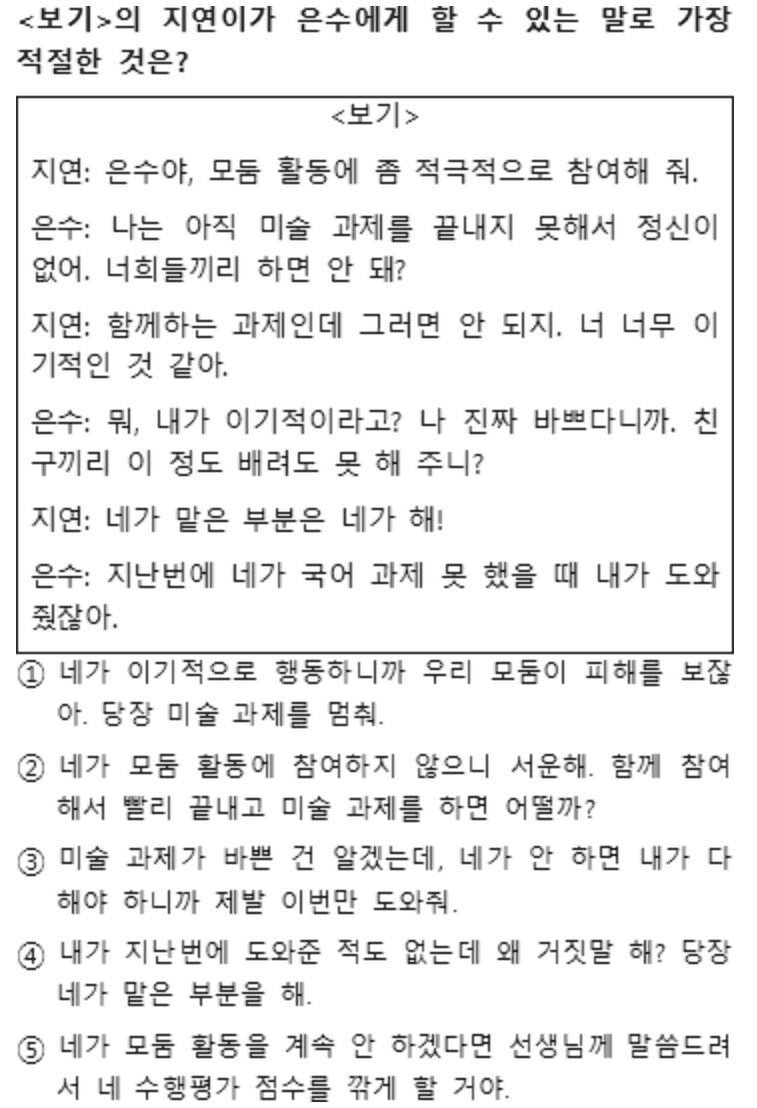 <보기>의 지연이가 은수에게 할 수 있는 말로 가장
적절한 것은?
<보기>
지연: 은수야, 모둠 활동에 좀 적극적으로 참여해 줘.
은수: 나는 아직 미술 과제를 끝내지 못해서 정신이
없어. 너희들끼리 하면 안 돼?
지연: 함께하는 과제인데 그러면 안 되지. 너 너무 이
기적인 것 같아.
은수: 뭐, 내가 이기적이라고? 나 진짜 바쁘다니까. 친
구끼리 이 정도 배려도 못 해 주니?
지연: 네가 맡은 부분은 네가 해!
은수: 지난번에 네가 국어 과제 못 했을 때 내가 도와
줬잖아.
① 네가 이기적으로 행동하니까 우리 모둠이 피해를 보잖
아. 당장 미술 과제를 멈춰.
② 네가 모둠 활동에 참여하지 않으니 서운해. 함께 참여
해서 빨리 끝내고 미술 과제를 하면 어떨까?
③ 미술 과제가 바쁜 건 알겠는데, 네가 안 하면 내가 다
해야 하니까 제발 이번만 도와줘.
④ 내가 지난번에 도와준 적도 없는데 왜 거짓말 해? 당장
네가 맡은 부분을 해.
⑤ 네가 모둠 활동을 계속 안 하겠다면 선생님께 말씀드려
서 네 수행평가 점수를 깎게 할 거야.